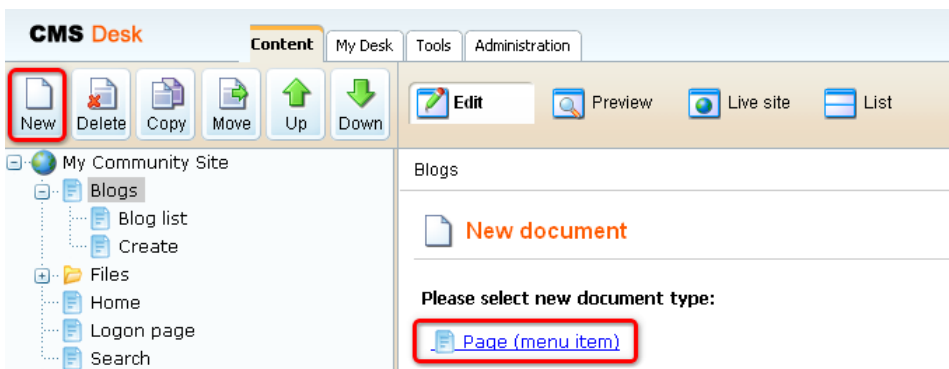 CMS Desk
Content My Desk Tools Administration
New Delete Copy Move Up Down
Edit Preview Live site List
My Community Site
Blogs
Blog list
Create
Files
Home
Logon page
Search
Blogs
New document
Please select new document type:
Page (menu item)